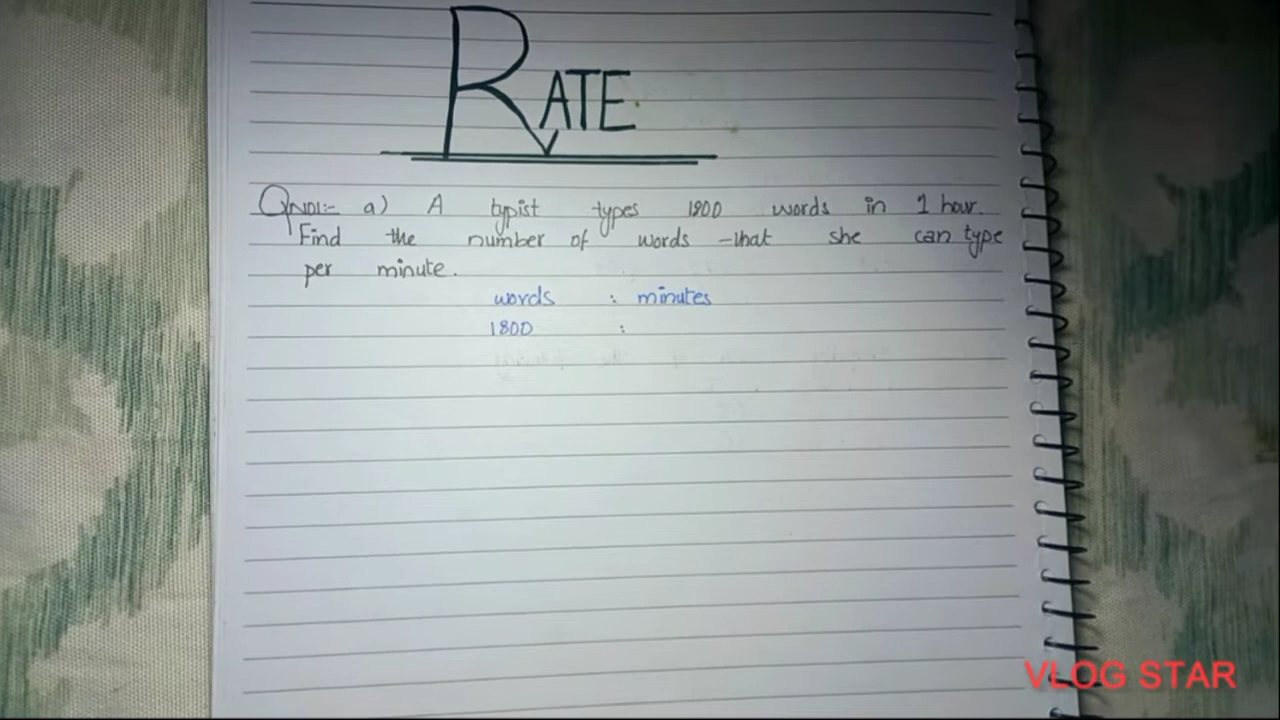 RATE
QNO1:- a) A typist types 1800 words in 1 hour.
Find the number of words that she can type
per minute.
words : minutes
1800 :
VLOG STAR